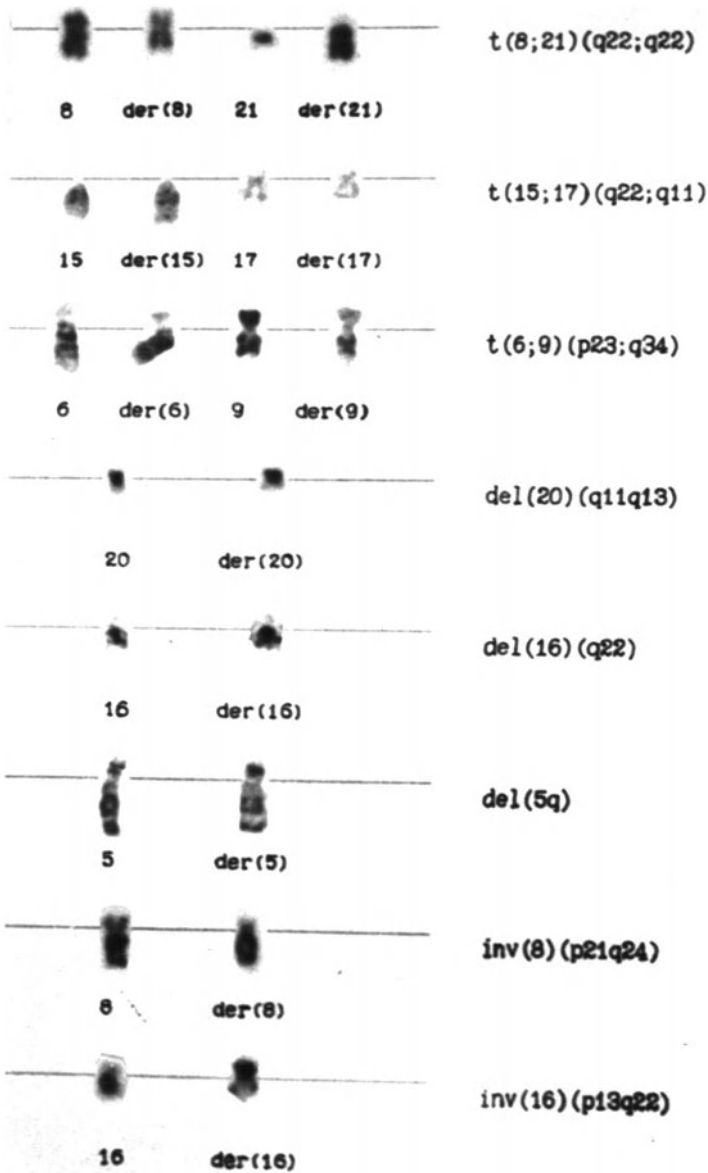 t(8;21)(q22;q22)
8 der(8) 21 der(21)
t(15;17)(q22;q11)
15 der(15) 17 der(17)
t(6;9)(p23;q34)
6 der(6) 9 der(9)
del(20)(q11q13)
20 der(20)
del(16)(q22)
16 der(16)
del(5q)
5 der(5)
inv(8)(p21q24)
8 der(8)
inv(16)(p13q22)
16 der(16)